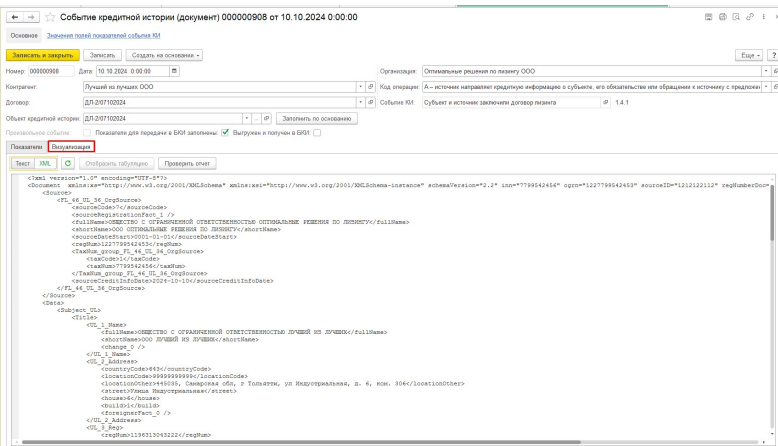 Событие кредитной истории (документ) 000000908 от 10.10.2024 0:00:00
Основное Значения полей показателей события КИ
Записать и закрыть Записать Создать на основании Еще ?
Номер: 000000908 Дата: 10.10.2024 0:00:00 Организация: Оптимальные решения по лизингу ООО
Контрагент: Лучший из лучших ООО Код операции: А – источник направляет кредитную информацию о субъекте, его обязательстве или обращении к источнику с предложен
Договор: ДЛ-2/07102024 Событие КИ: Субъект и источник заключили договор лизинга 1.4.1
Объект кредитной истории: ДЛ-2/07102024 ... Заполнить по основанию
Произвольное событие: Показатели для передачи в БКИ заполнены: Выгружен и получен в БКИ:
Показатели Визуализация
Текст XML Отобразить табуляцию Проверить отчет
<?xml version="1.0" encoding="UTF-8"?>
<Document xmlns:xs="http://www.w3.org/2001/XMLSchema" xmlns:xsi="http://www.w3.org/2001/XMLSchema-instance" schemaVersion="2.2" inn="7799542456" ogrn="1227799542453" sourceID="1212122112" regNumberDoc=
<Source>
<FL_46_UL_36_OrgSource>
<sourceCode>7</sourceCode>
<sourceRegistrationFact_1 />
<fullName>ОБЩЕСТВО С ОГРАНИЧЕННОЙ ОТВЕТСТВЕННОСТЬЮ ОПТИМАЛЬНЫЕ РЕШЕНИЯ ПО ЛИЗИНГУ</fullName>
<shortName>ООО ОПТИМАЛЬНЫЕ РЕШЕНИЯ ПО ЛИЗИНГУ</shortName>
<sourceDateStart>0001-01-01</sourceDateStart>
<regNum>1227799542453</regNum>
<TaxNum_group_FL_46_UL_36_OrgSource>
<taxCode>1</taxCode>
<taxNum>7799542456</taxNum>
</TaxNum_group_FL_46_UL_36_OrgSource>
<sourceCreditInfoDate>2024-10-10</sourceCreditInfoDate>
</FL_46_UL_36_OrgSource>
</Source>
<Data>
<Subject_UL>
<Title>
<UL_1_Name>
<fullName>ОБЩЕСТВО С ОГРАНИЧЕННОЙ ОТВЕТСТВЕННОСТЬЮ ЛУЧШИЙ ИЗ ЛУЧШИХ</fullName>
<shortName>ООО ЛУЧШИЙ ИЗ ЛУЧШИХ</shortName>
<change_0 />
</UL_1_Name>
<UL_2_Address>
<countryCode>643</countryCode>
<locationCode>99999999999</locationCode>
<locationOther>445035, Самарская обл, г Тольятти, ул Индустриальная, д. 6, ком. 306</locationOther>
<street>Улица Индустриальная</street>
<house>6</house>
<build>1</build>
<foreignerFact_0 />
</UL_2_Address>
<UL_3_Reg>
<regNum>1196313043222</regNum>